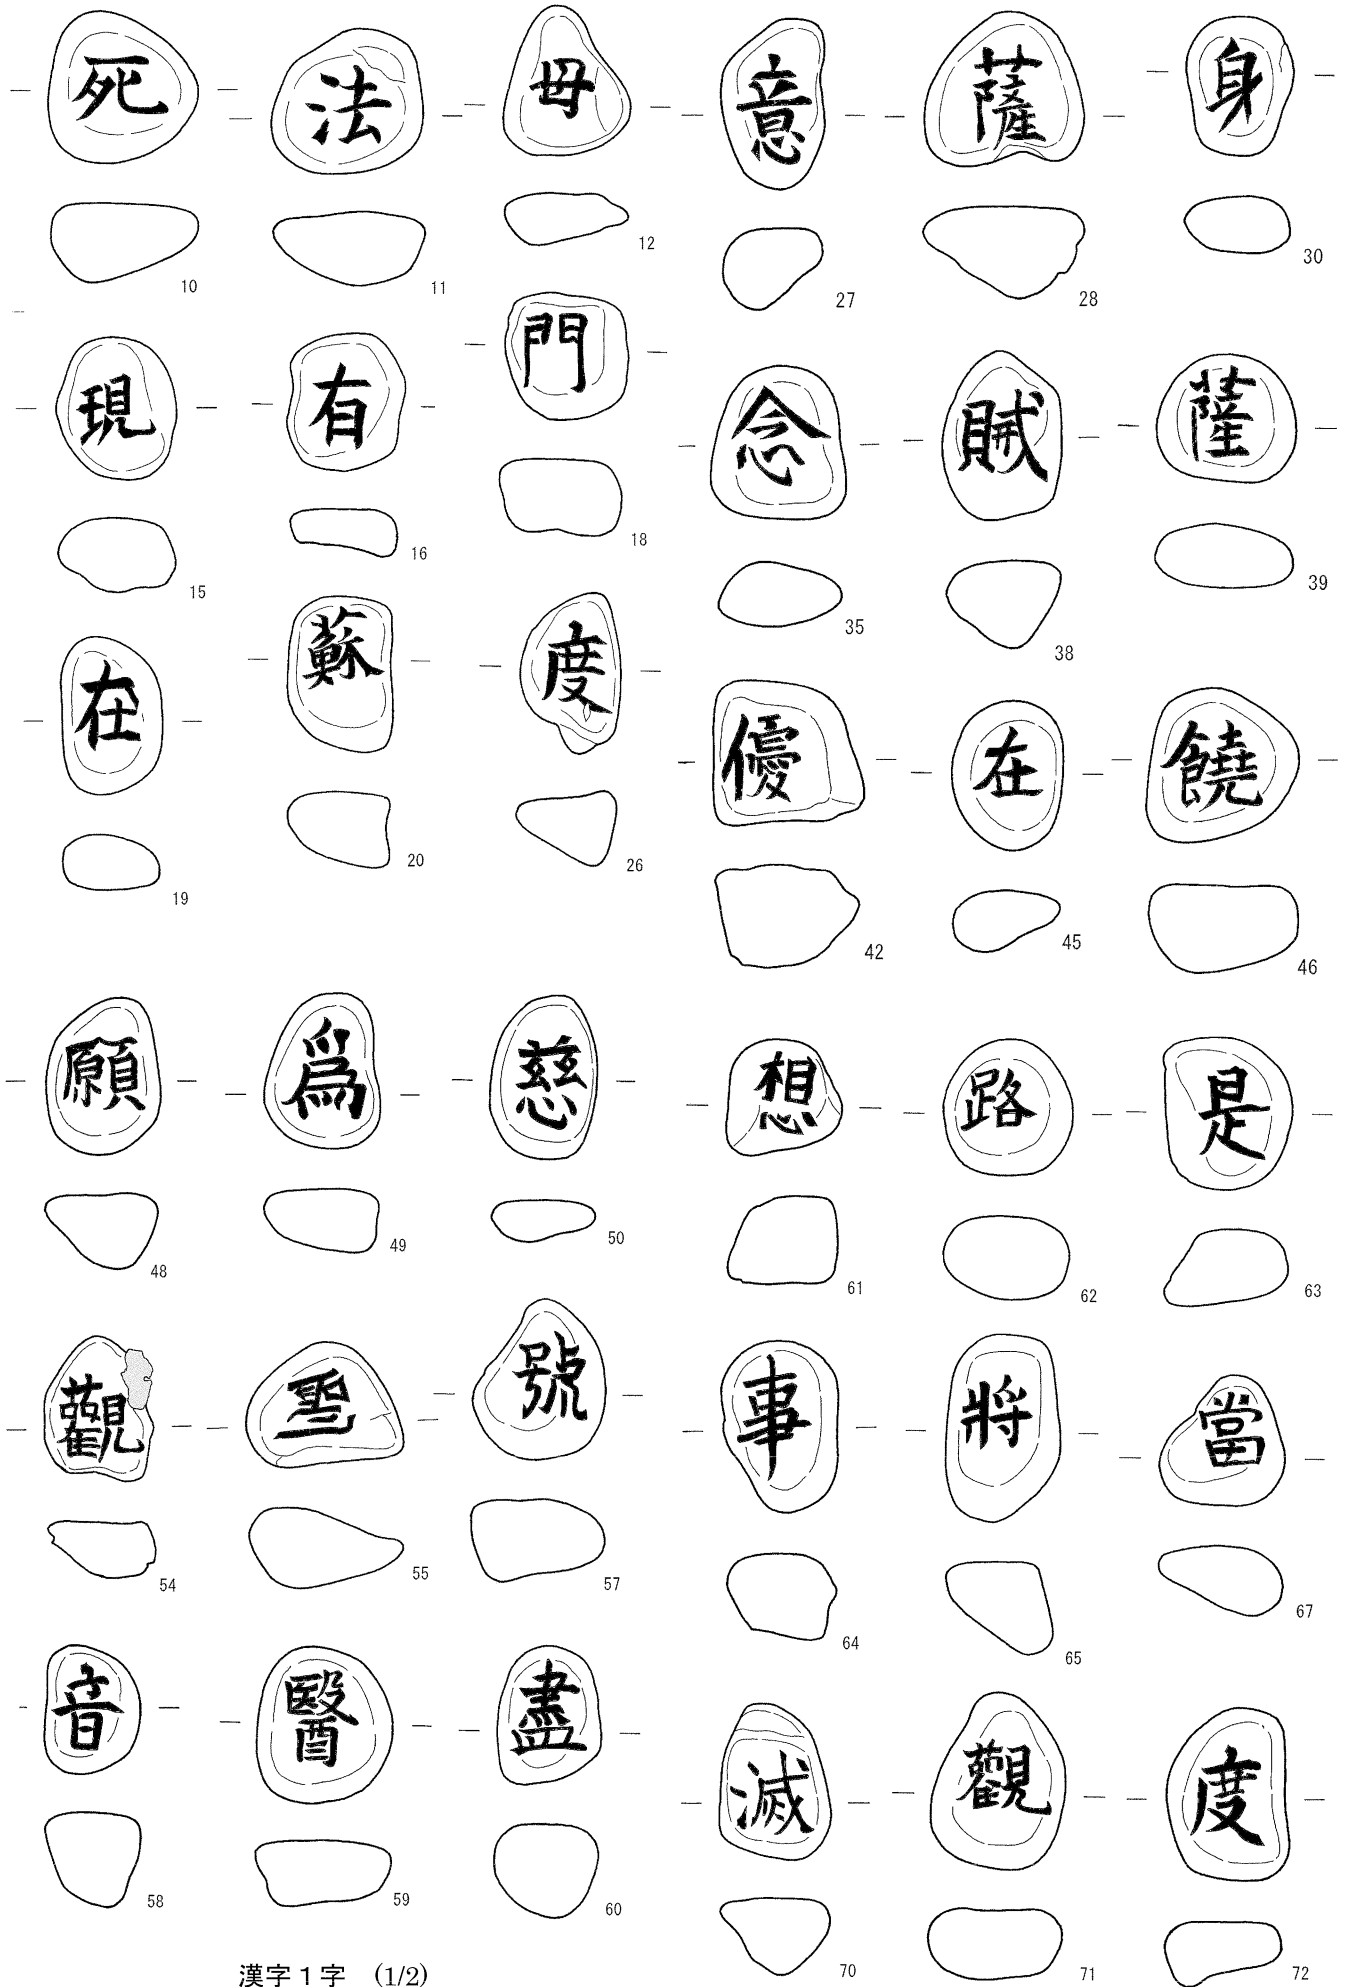 死 法 母 意 薩 身
10 11 12 27 28 30
現 有 門 念 賊 薩
15 16 18 35 38 39
在 蘇 度 優 在 饒
19 20 26 42 45 46
願 爲 慈 想 路 是
48 49 50 61 62 63
觀 聖 號 事 將 當
54 55 57 64 65 67
音 醫 盡 滅 觀 度
58 59 60 70 71 72
漢字1字 (1/2)